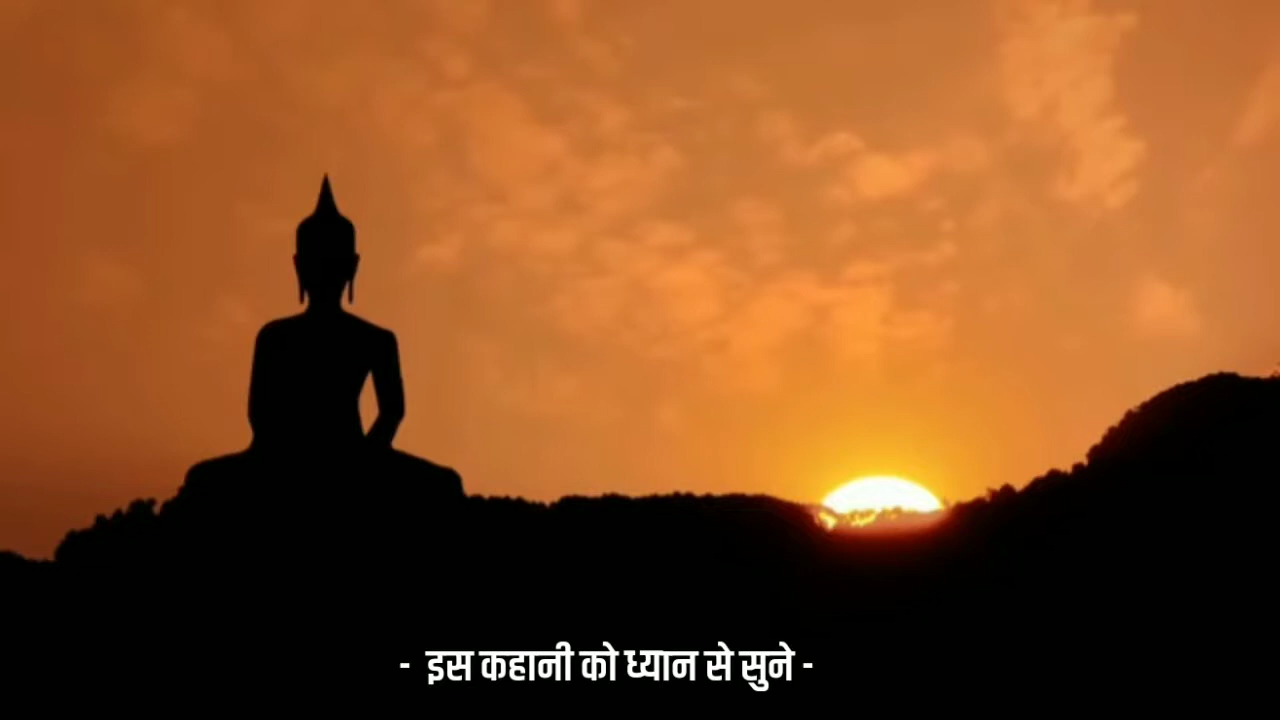 - इस कहानी को ध्यान से सुने -